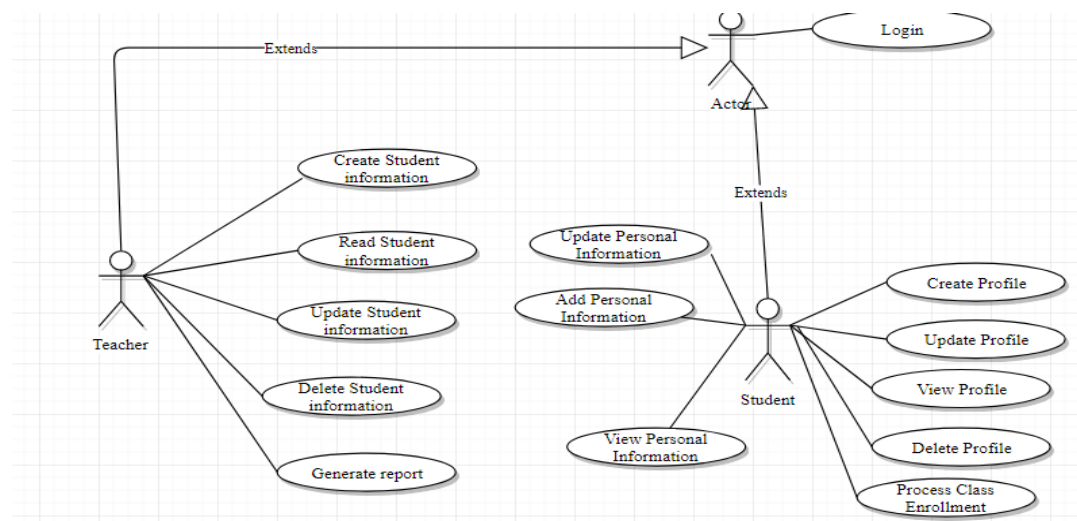 Login
Extends
Actor
Create Student
information
Extends
Read Student
information
Update Personal
Information
Create Profile
Add Personal
Information
Update Student
information
Update Profile
Teacher
Delete Student
information
View Profile
Student
View Personal
Information
Delete Profile
Generate report
Process Class
Enrollment